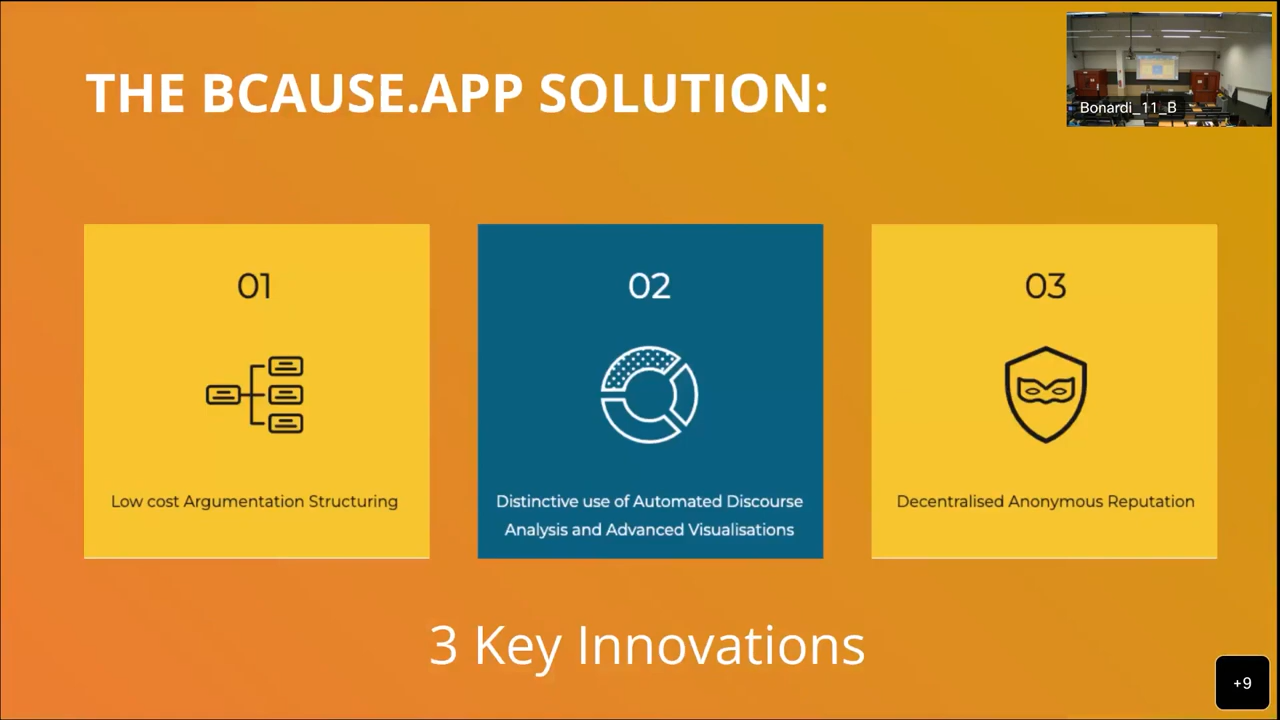 THE BCAUSE.APP SOLUTION:
Bonardi_11_B
01
Low cost Argumentation Structuring
02
Distinctive use of Automated Discourse
Analysis and Advanced Visualisations
03
Decentralised Anonymous Reputation
3 Key Innovations
+9